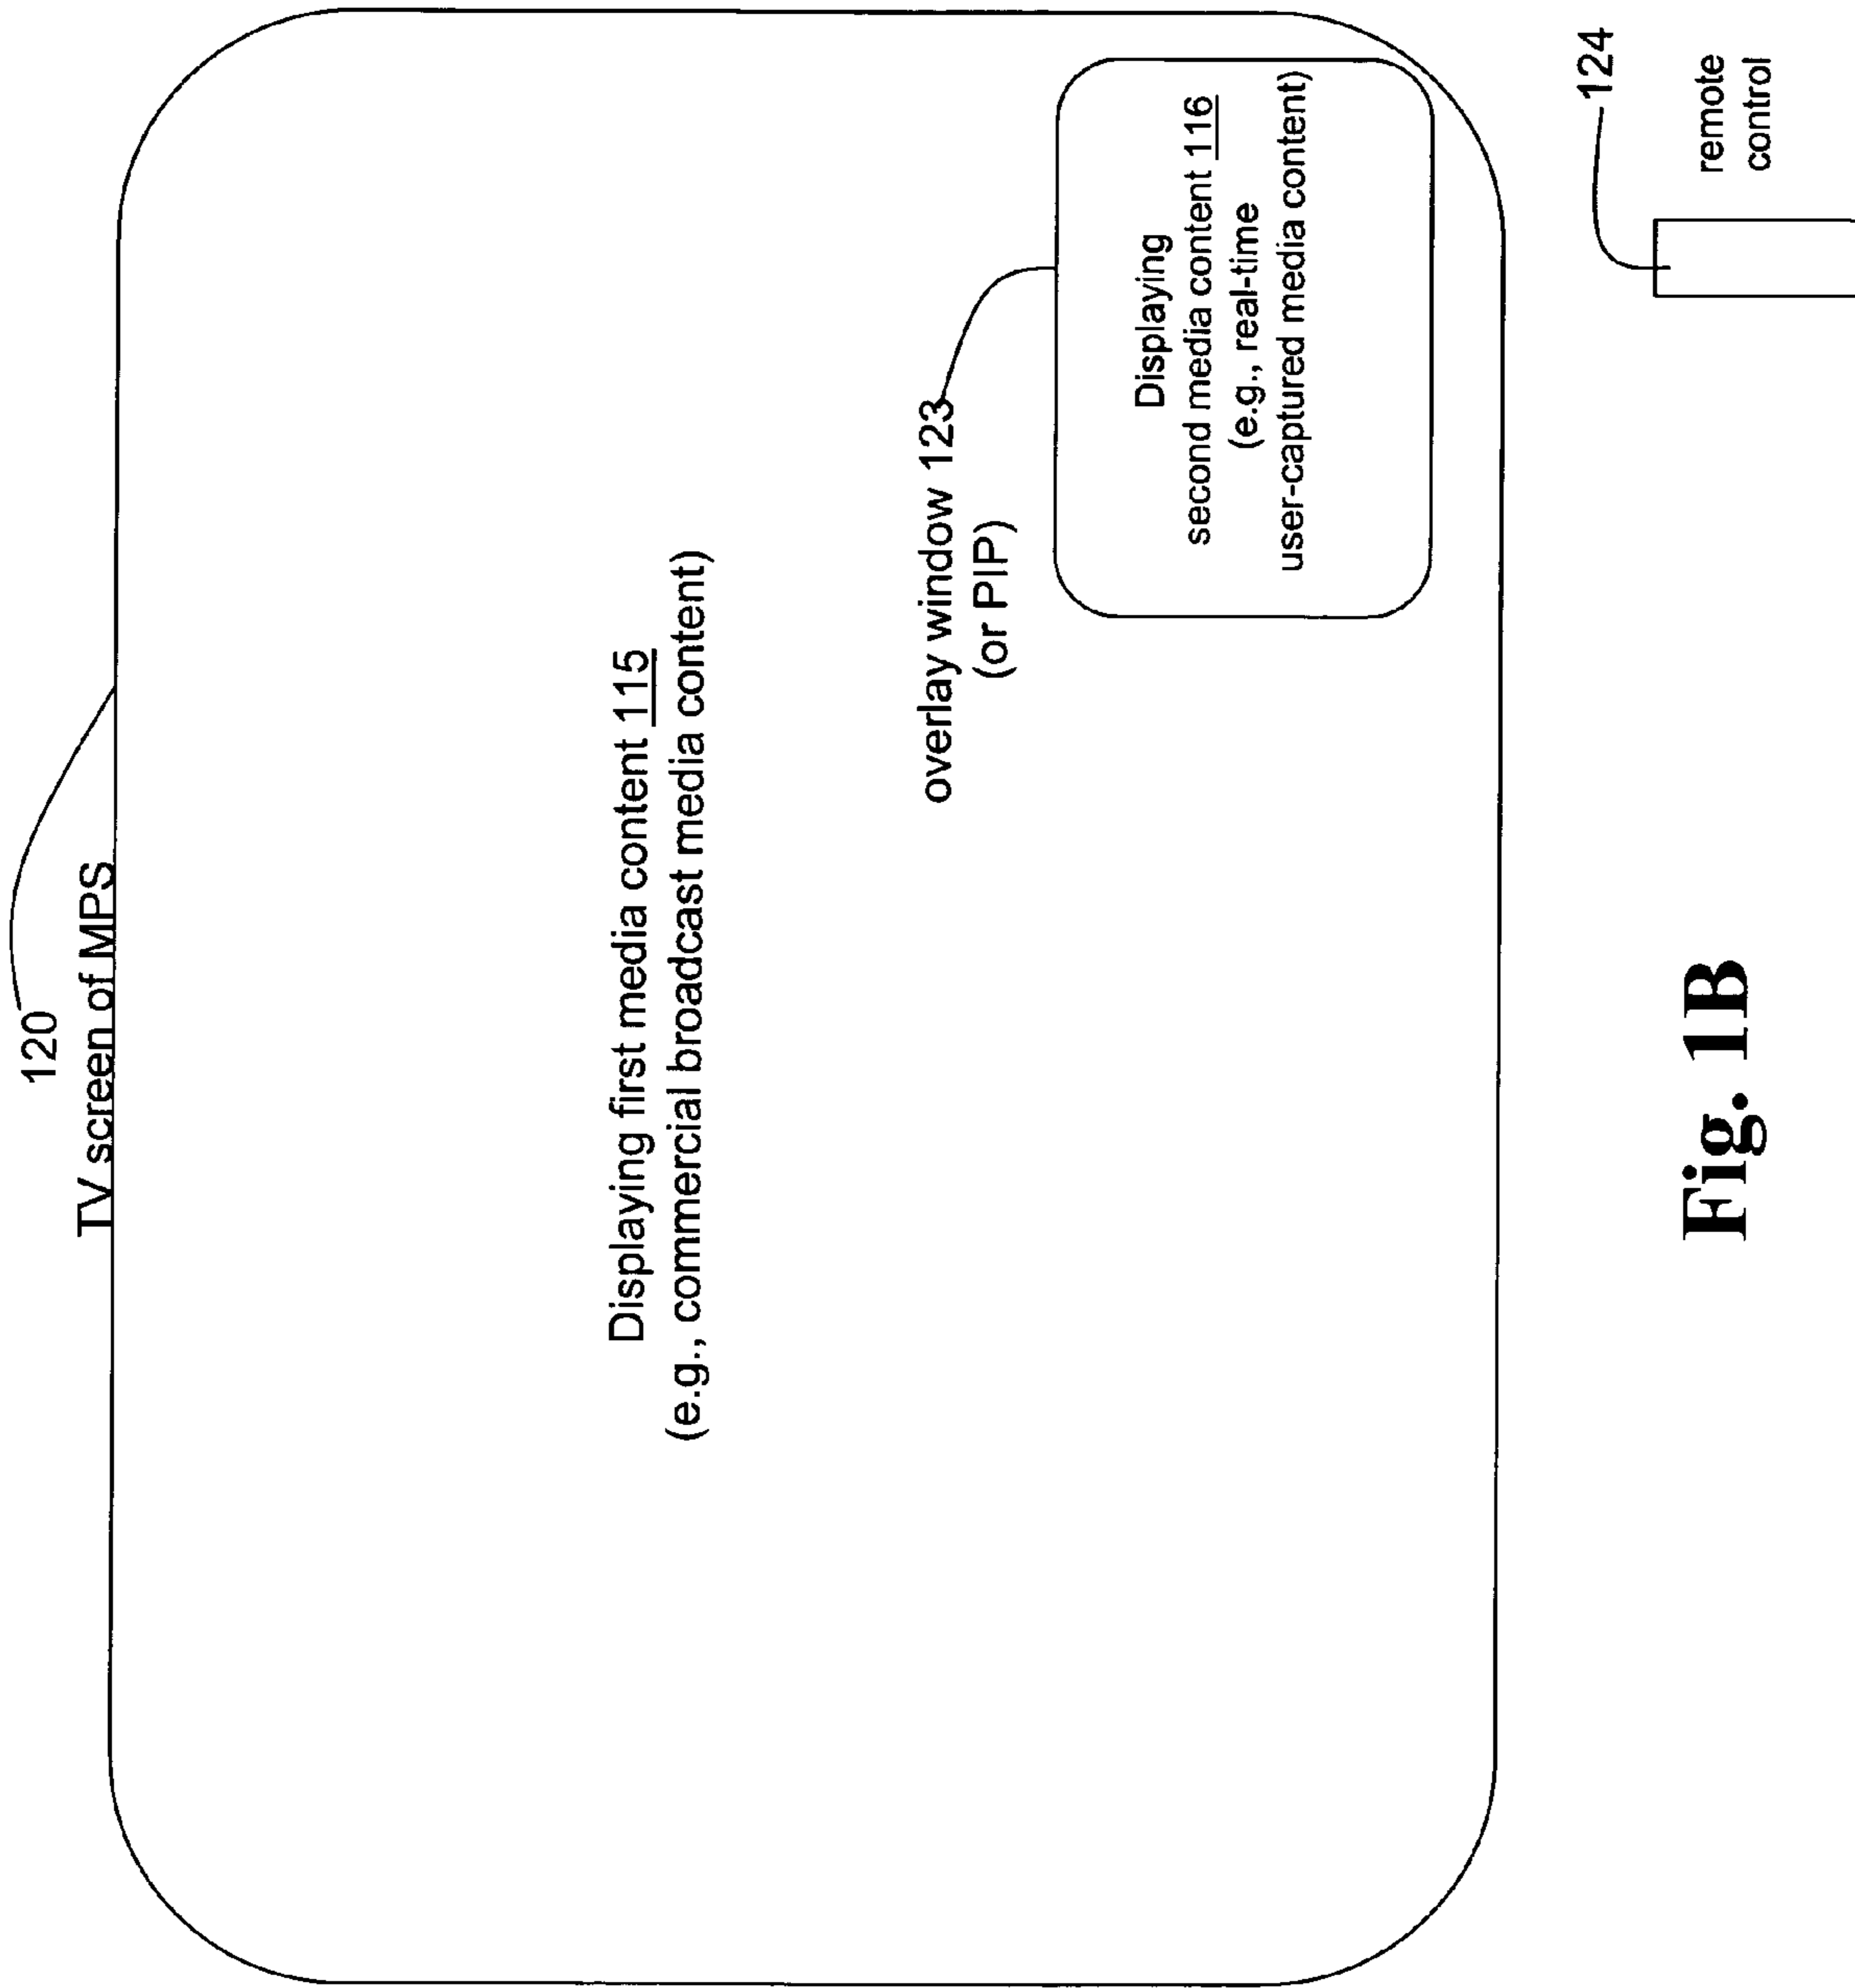 120
TV screen of MPS
Displaying first media content 115
(e.g., commercial broadcast media content)
overlay window 123
(or PIP)
Displaying
second media content 116
(e.g., real-time
user-captured media content)
124
remote
control
Fig. 1B